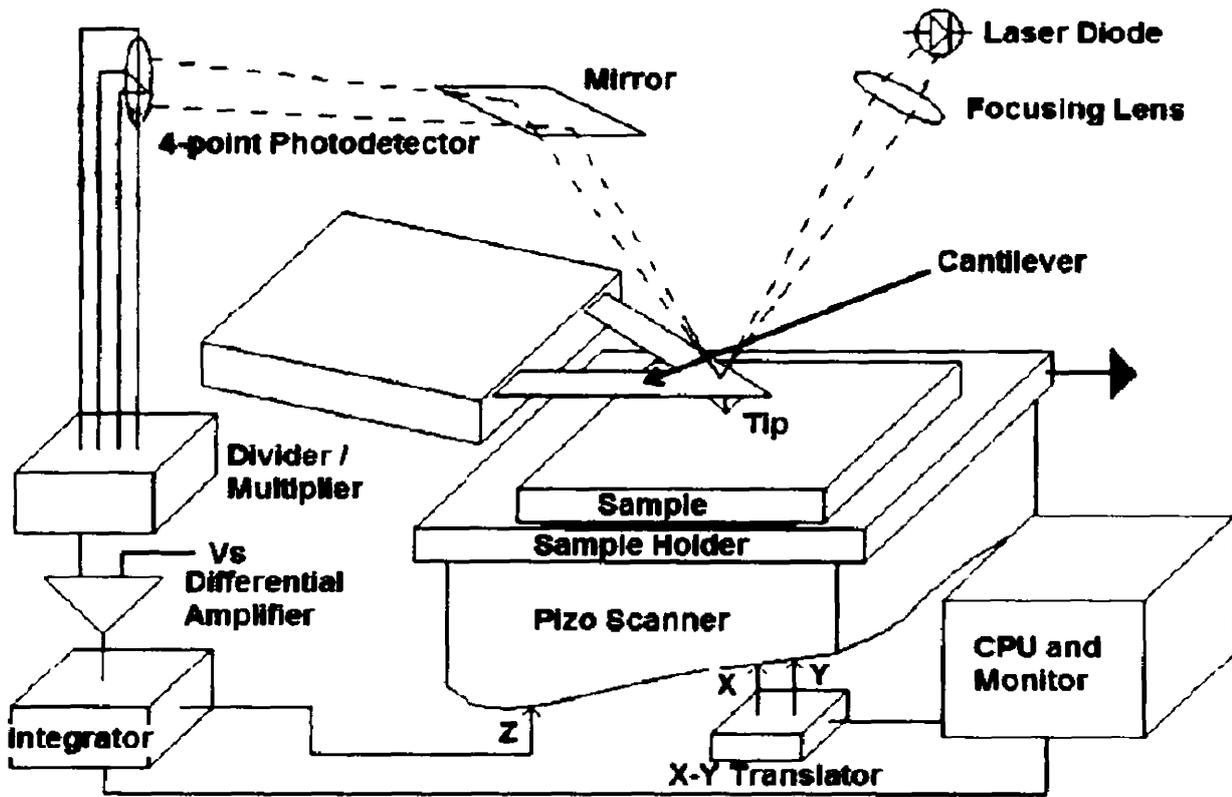 Laser Diode
Mirror
Focusing Lens
4-point Photodetector
Cantilever
Tip
Divider /
Multiplier
Sample
Sample Holder
Vs
Differential
Amplifier
Pizo Scanner
CPU and
Monitor
X
Y
Z
Integrator
X-Y Translator